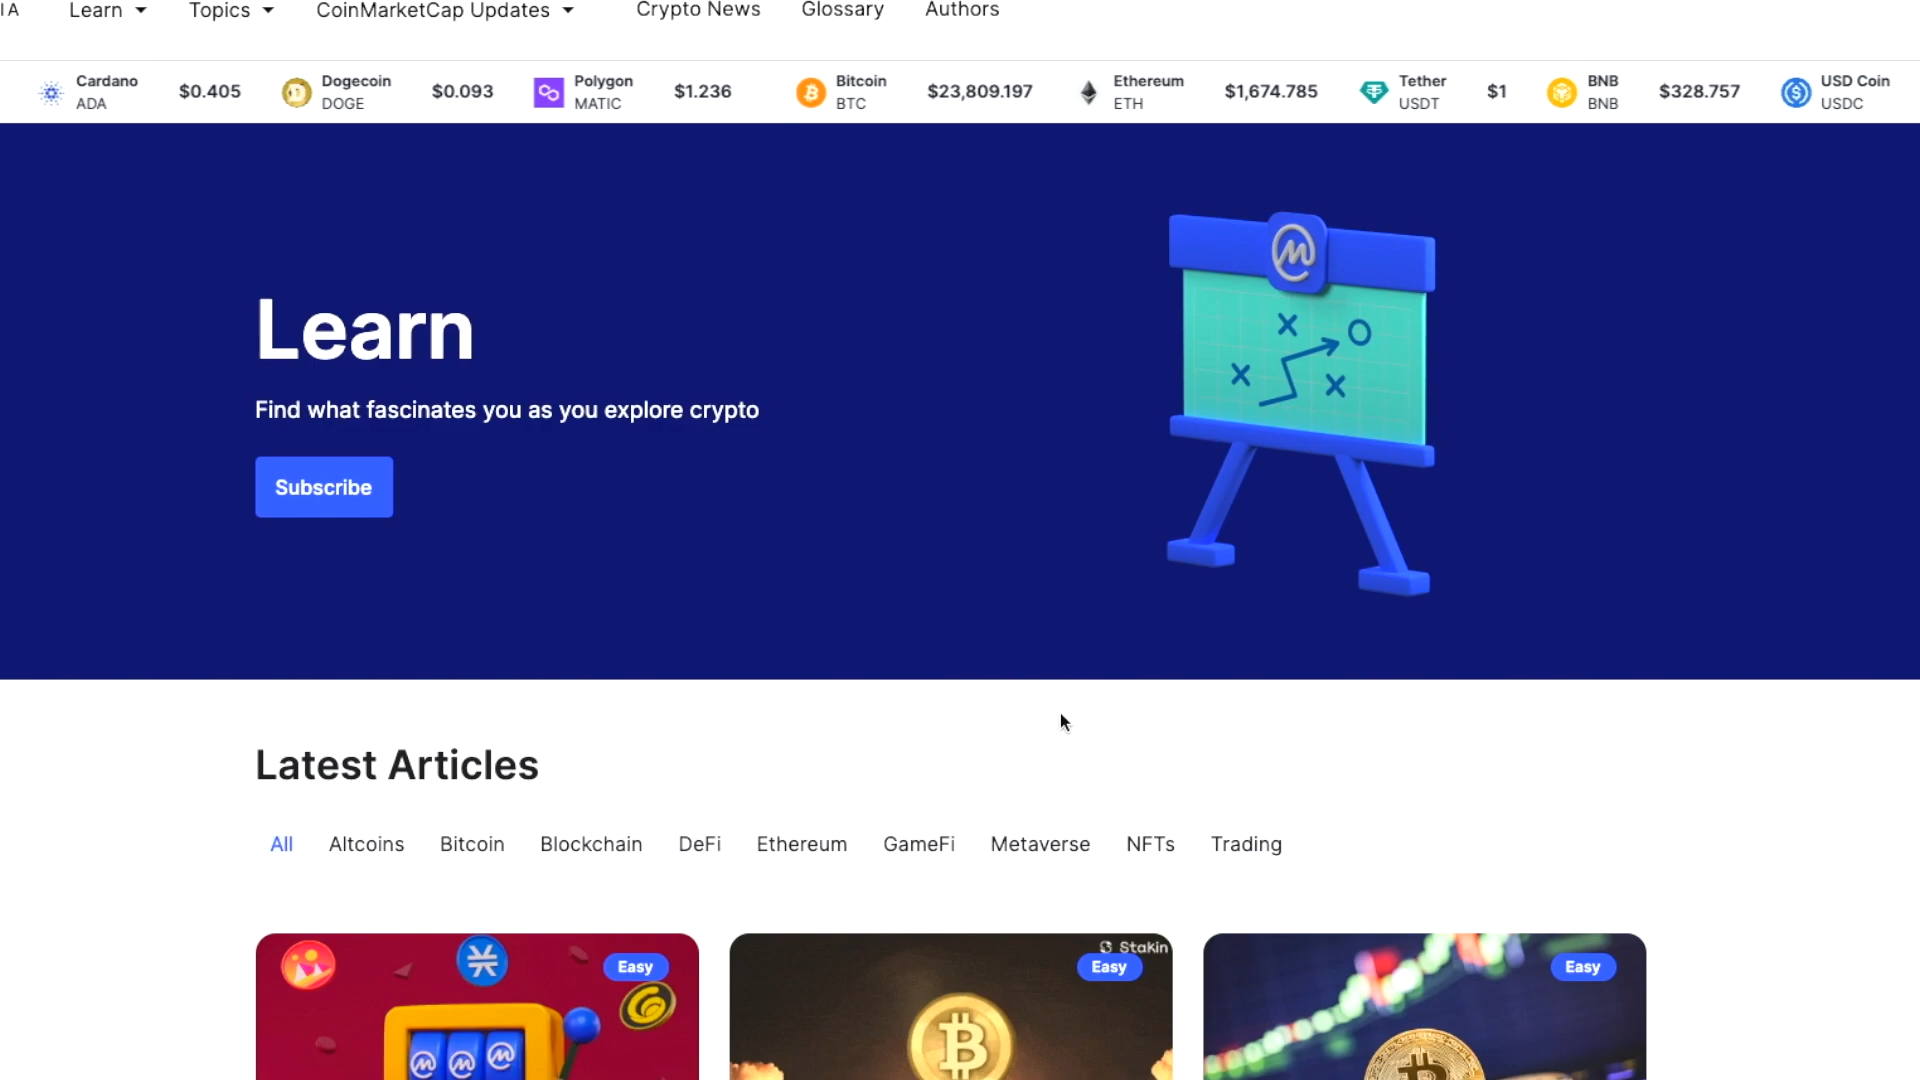 IA Learn Topics CoinMarketCap Updates Crypto News Glossary Authors
Cardano ADA $0.405 Dogecoin DOGE $0.093 Polygon MATIC $1.236 Bitcoin BTC $23,809.197 Ethereum ETH $1,674.785 Tether USDT $1 BNB BNB $328.757 USD Coin USDC
Learn
Find what fascinates you as you explore crypto
Subscribe
Latest Articles
All Altcoins Bitcoin Blockchain DeFi Ethereum GameFi Metaverse NFTs Trading
Stakin
Easy Easy Easy